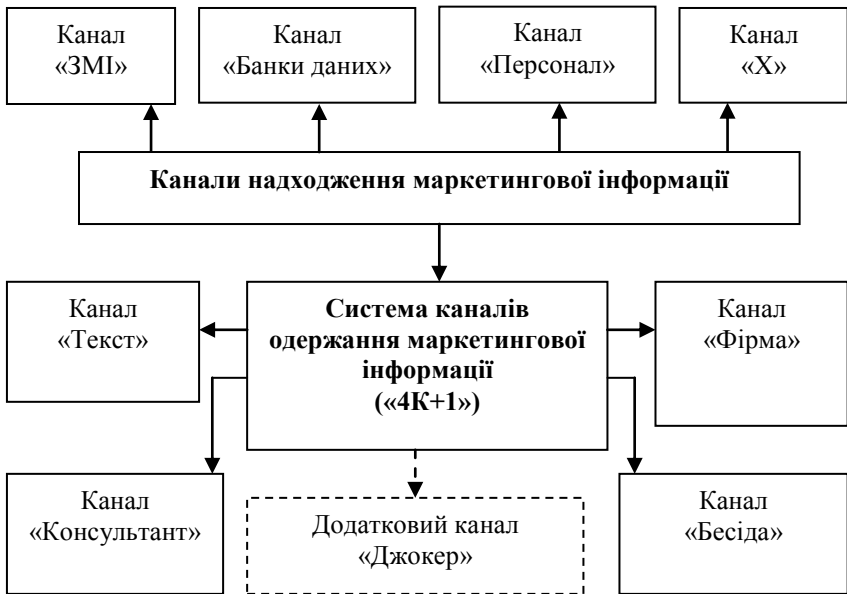 Канал
«ЗМІ»
Канал
«Банки даних»
Канал
«Персонал»
Канал
«Х»
Канали надходження маркетингової інформації
Канал
«Текст»
Система каналів
одержання маркетингової
інформації
(«4К+1»)
Канал
«Фірма»
Канал
«Консультант»
Додатковий канал
«Джокер»
Канал
«Бесіда»